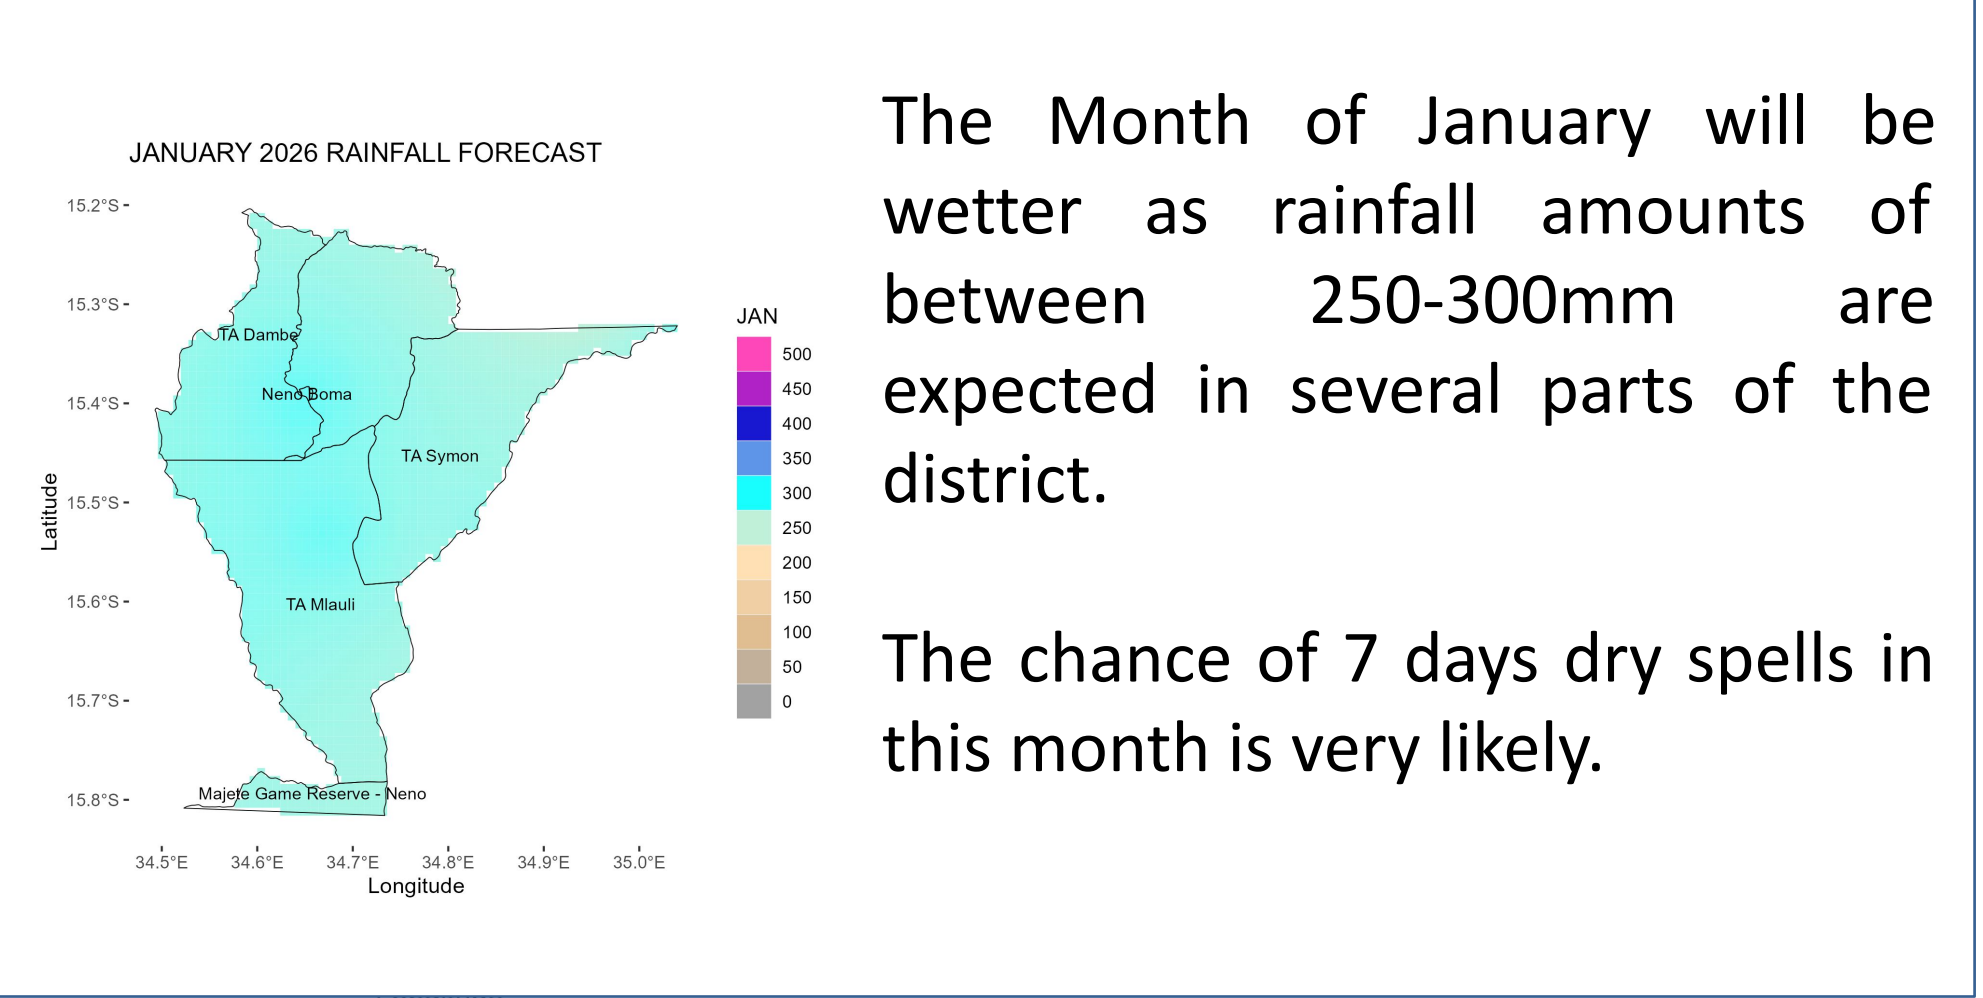 JANUARY 2026 RAINFALL FORECAST
15.2°S
15.3°S
15.4°S
15.5°S
15.6°S
15.7°S
15.8°S
Latitude
TA Dambe
Neno Boma
TA Symon
TA Mlauli
Majete Game Reserve - Neno
34.5°E 34.6°E 34.7°E 34.8°E 34.9°E 35.0°E
Longitude
JAN
500
450
400
350
300
250
200
150
100
50
0
The Month of January will be
wetter as rainfall amounts of
between 250-300mm are
expected in several parts of the
district.
The chance of 7 days dry spells in
this month is very likely.